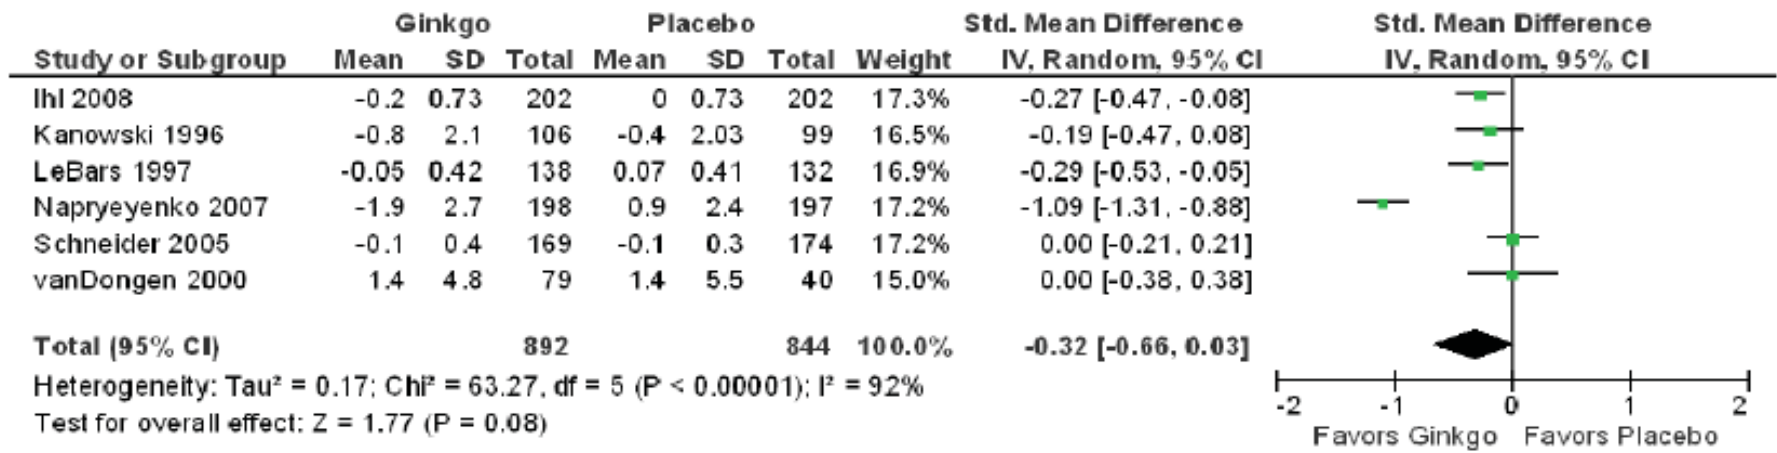 Ginkgo Placebo Std. Mean Difference Std. Mean Difference
Study or Subgroup Mean SD Total Mean SD Total Weight IV, Random, 95% CI IV, Random, 95% CI
Ihl 2008 -0.2 0.73 202 0 0.73 202 17.3% -0.27 [-0.47, -0.08]
Kanowski 1996 -0.8 2.1 106 -0.4 2.03 99 16.5% -0.19 [-0.47, 0.08]
LeBars 1997 -0.05 0.42 138 0.07 0.41 132 16.9% -0.29 [-0.53, -0.05]
Napryeyenko 2007 -1.9 2.7 198 0.9 2.4 197 17.2% -1.09 [-1.31, -0.88]
Schneider 2005 -0.1 0.4 169 -0.1 0.3 174 17.2% 0.00 [-0.21, 0.21]
vanDongen 2000 1.4 4.8 79 1.4 5.5 40 15.0% 0.00 [-0.38, 0.38]
Total (95% CI) 892 844 100.0% -0.32 [-0.66, 0.03]
Heterogeneity: Tau² = 0.17; Chi² = 63.27, df = 5 (P < 0.00001); I² = 92%
Test for overall effect: Z = 1.77 (P = 0.08)
-2 -1 0 1 2
Favors Ginkgo Favors Placebo